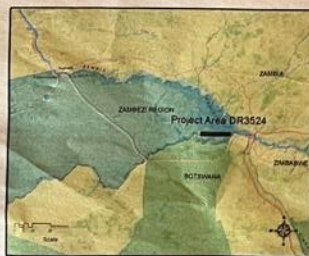 ZAMBIA
ZAMBEZI REGION
Project Area DR3524
ZIMBABWE
BOTSWANA
Scale